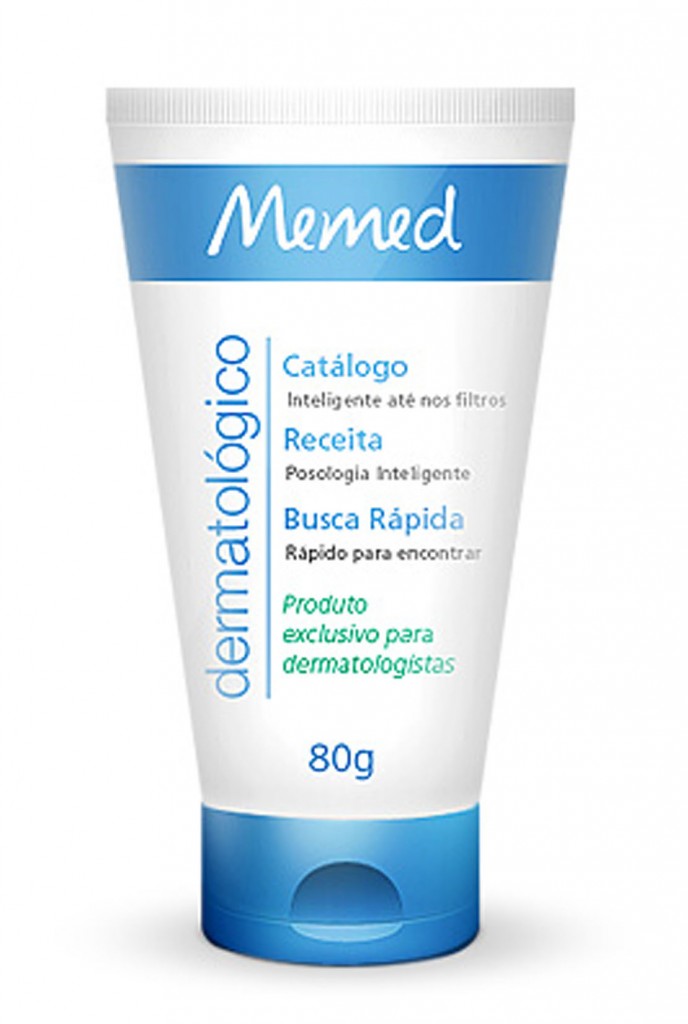 Memed
dermatológico
Catálogo
Inteligente até nos filtros
Receita
Posologia Inteligente
Busca Rápida
Rápido para encontrar
Produto
exclusivo para
dermatologistas
80g